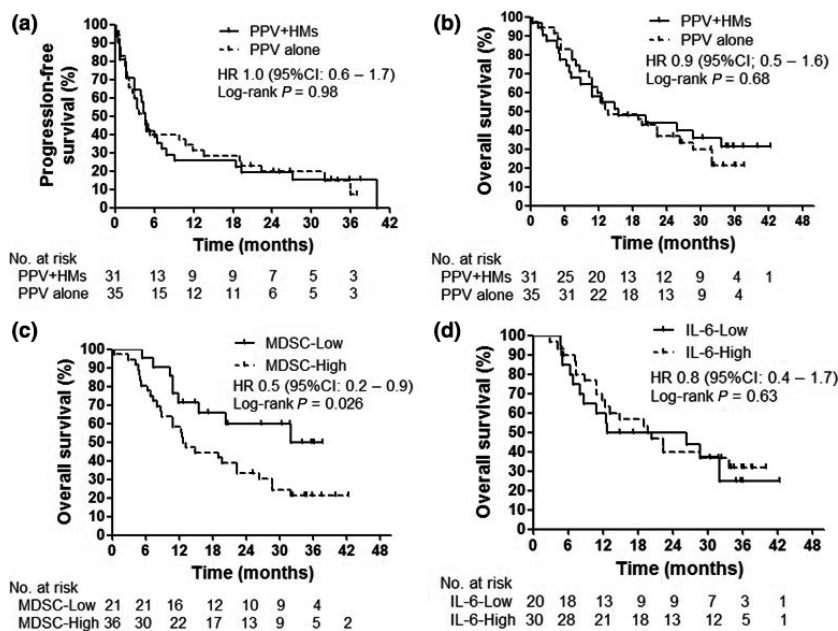 (a)
PPV+HMs
PPV alone
HR 1.0 (95%CI: 0.6 – 1.7)
Log-rank P = 0.98
Progression-free
survival (%)
100
90
80
70
60
50
40
30
20
10
0
0 6 12 18 24 30 36 42
Time (months)
No. at risk
PPV+HMs 31 13 9 9 7 5 3
PPV alone 35 15 12 11 6 5 3
(b)
PPV+HMs
PPV alone
HR 0.9 (95%CI; 0.5 – 1.6)
Log-rank P = 0.68
Overall survival (%)
100
90
80
70
60
50
40
30
20
10
0
0 6 12 18 24 30 36 42 48
Time (months)
No. at risk
PPV+HMs 31 25 20 13 12 9 4 1
PPV alone 35 31 22 18 13 9 4
(c)
MDSC-Low
MDSC-High
HR 0.5 (95%CI: 0.2 – 0.9)
Log-rank P = 0.026
Overall survival (%)
100
90
80
70
60
50
40
30
20
10
0
0 6 12 18 24 30 36 42 48
Time (months)
No. at risk
MDSC-Low 21 21 16 12 10 9 4
MDSC-High 36 30 22 17 13 9 5 2
(d)
IL-6-Low
IL-6-High
HR 0.8 (95%CI: 0.4 – 1.7)
Log-rank P = 0.63
Overall survival (%)
100
90
80
70
60
50
40
30
20
10
0
0 6 12 18 24 30 36 42 48
Time (months)
No. at risk
IL-6-Low 20 18 13 9 9 7 3 1
IL-6-High 30 28 21 18 13 12 5 1